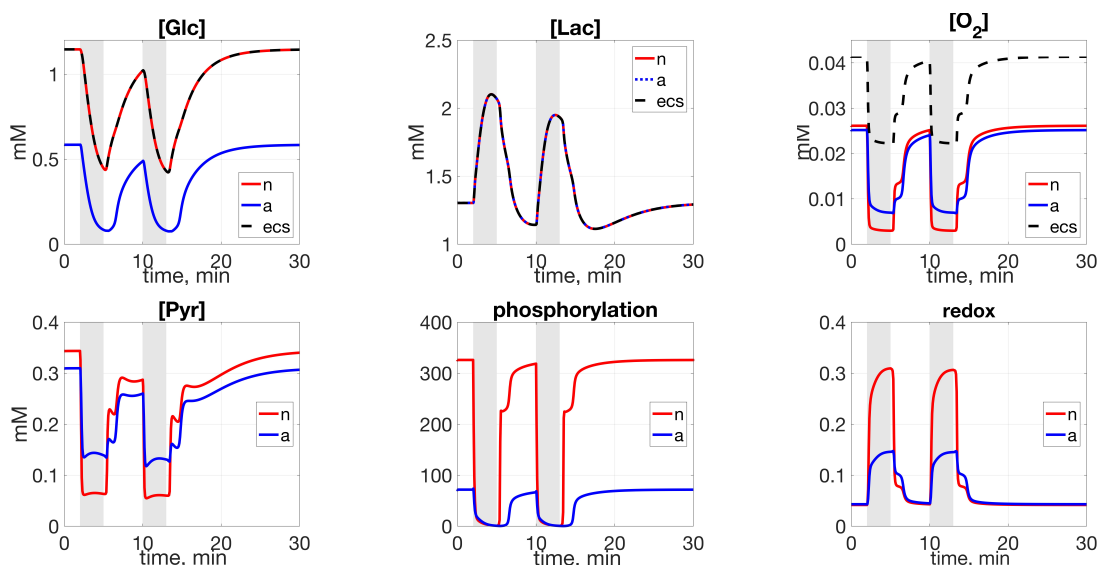 [Glc]
mM
1
0.5
0
0 10 20 30
time, min
n
a
ecs
[Lac]
mM
2.5
2
1.5
1
0 10 20 30
time, min
n
a
ecs
[O2]
mM
0.04
0.03
0.02
0.01
0
0 10 20 30
time, min
n
a
ecs
[Pyr]
mM
0.4
0.3
0.2
0.1
0
0 10 20 30
time, min
n
a
phosphorylation
400
300
200
100
0
0 10 20 30
time, min
n
a
redox
0.4
0.3
0.2
0.1
0
0 10 20 30
time, min
n
a